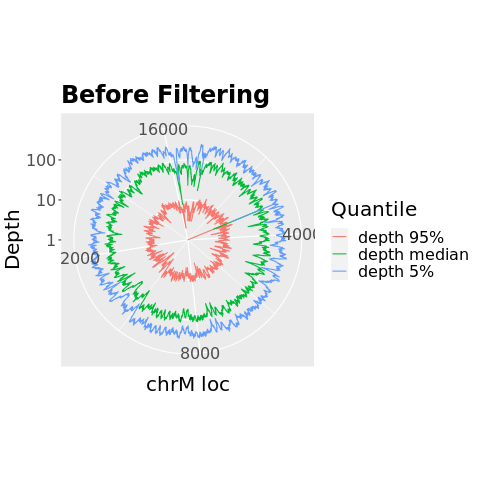 Before Filtering
16000
100
10
1
Depth
4000
2000
8000
chrM loc
Quantile
depth 95%
depth median
depth 5%